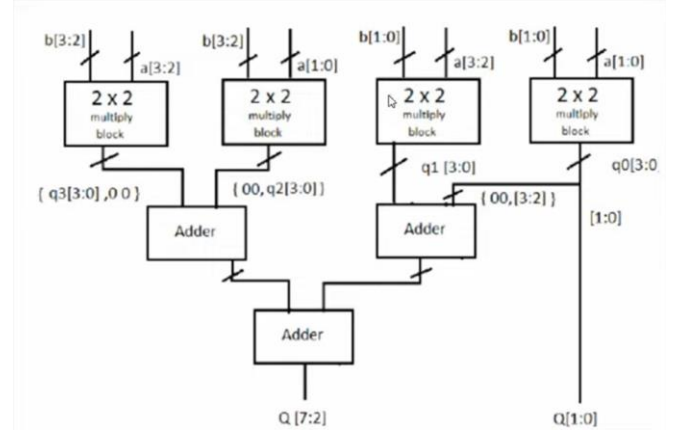 b[3:2]
a[3:2]
b[3:2]
a[1:0]
b[1:0]
a[3:2]
b[1:0]
a[1:0]
2 x 2
multiply
block
2 x 2
multiply
block
2 x 2
multiply
block
2 x 2
multiply
block
{ q3[3:0] ,0 0 }
{ 00, q2[3:0] }
q1 [3:0]
q0[3:0
{ 00, [3:2] }
[1:0]
Adder
Adder
Adder
Q [7:2]
Q[1:0]